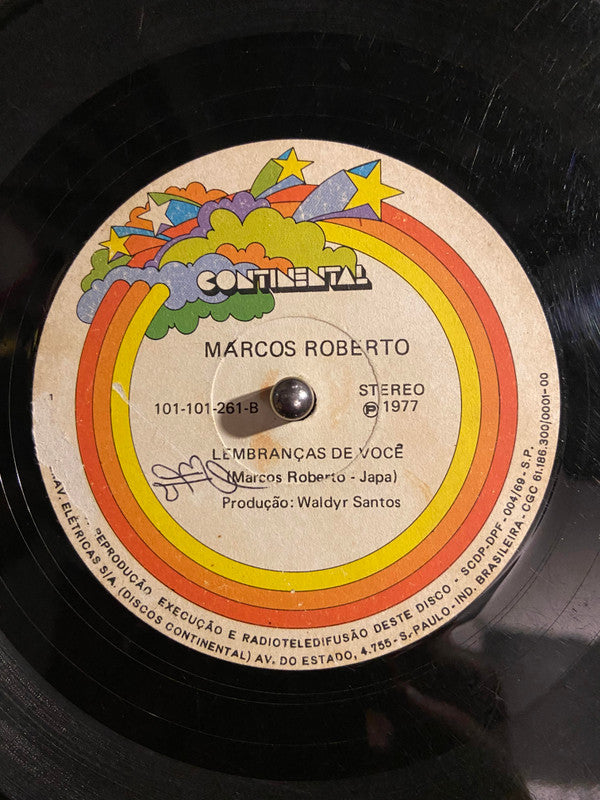 CONTINENTAL
MARCOS ROBERTO
101-101-261-B
STEREO
Ⓟ 1977
LEMBRANÇAS DE VOCÊ
(Marcos Roberto - Japa)
Produção: Waldyr Santos
REPRODUÇÃO, EXECUÇÃO E RADIOTELEDIFUSÃO DESTE DISCO - SCDP-DPF - 004/69 - S.P.
AV. ELÉTRICAS S/A. (DISCOS CONTINENTAL) AV. DO ESTADO, 4.755 - S. PAULO - IND. BRASILEIRA - CGC 61.186.300/0001-00